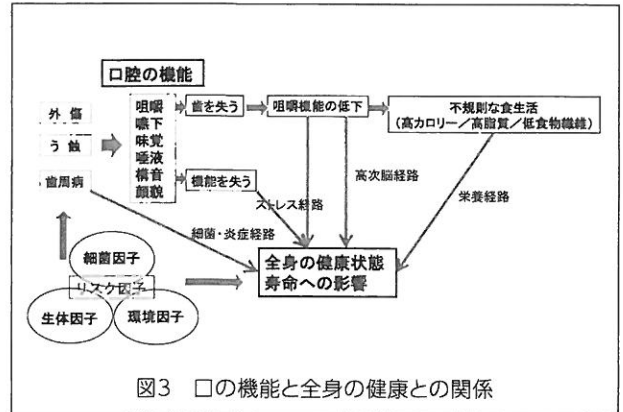 口腔の機能
外傷
う蝕
歯周病
咀嚼
嚥下
味覚
唾液
構音
顔貌
歯を失う
咀嚼機能の低下
不規則な食生活
(高カロリー/高脂質/低食物繊維)
機能を失う
ストレス経路
高次脳経路
栄養経路
細菌・炎症経路
細菌因子
リスク因子
生体因子
環境因子
全身の健康状態
寿命への影響
図3 口の機能と全身の健康との関係